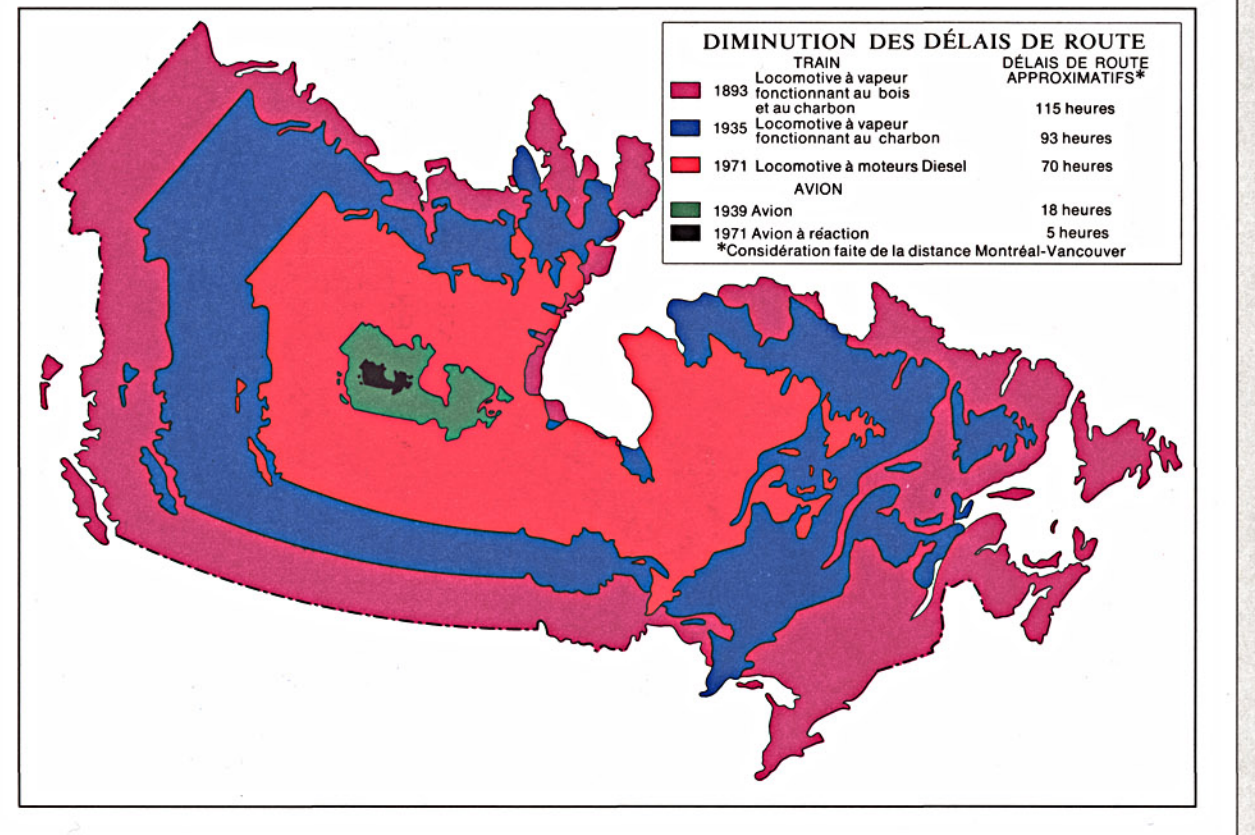 DIMINUTION DES DÉLAIS DE ROUTE
TRAIN
DÉLAIS DE ROUTE
APPROXIMATIFS*
1893 Locomotive à vapeur
fonctionnant au bois
et au charbon
115 heures
1935 Locomotive à vapeur
fonctionnant au charbon
93 heures
1971 Locomotive à moteurs Diesel 70 heures
AVION
1939 Avion 18 heures
1971 Avion à réaction 5 heures
*Considération faite de la distance Montréal-Vancouver